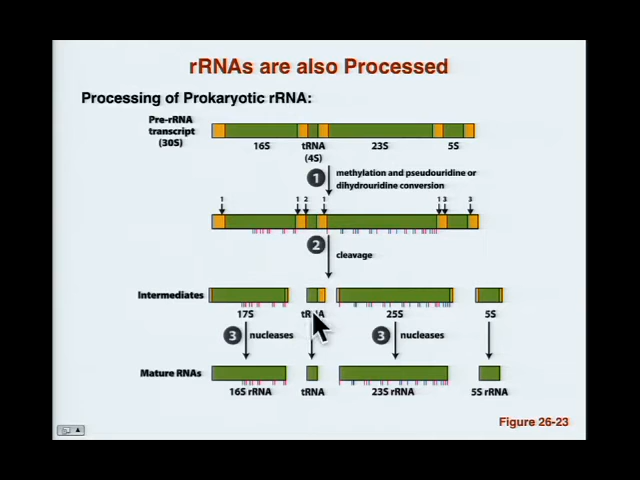 rRNAs are also Processed
Processing of Prokaryotic rRNA:
Pre-rRNA
transcript
(30S)
16S
tRNA
(4S)
23S
5S
1
methylation and pseudouridine or
dihydrouridine conversion
1 1 2 1 1 3 3
2
cleavage
Intermediates
17S
25S
5S
3 nucleases
3 nucleases
Mature RNAs
16S rRNA
tRNA
23S rRNA
5S rRNA
Figure 26-23